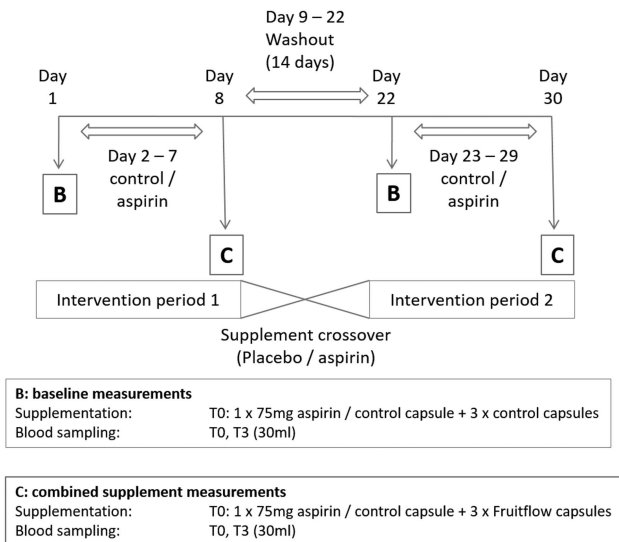 Day 9 – 22
Washout
(14 days)
Day
1
Day
8
Day
22
Day
30
Day 2 – 7
control /
aspirin
Day 23 – 29
control /
aspirin
B
B
C
C
Intervention period 1
Intervention period 2
Supplement crossover
(Placebo / aspirin)
B: baseline measurements
Supplementation: T0: 1 x 75mg aspirin / control capsule + 3 x control capsules
Blood sampling: T0, T3 (30ml)
C: combined supplement measurements
Supplementation: T0: 1 x 75mg aspirin / control capsule + 3 x Fruitflow capsules
Blood sampling: T0, T3 (30ml)